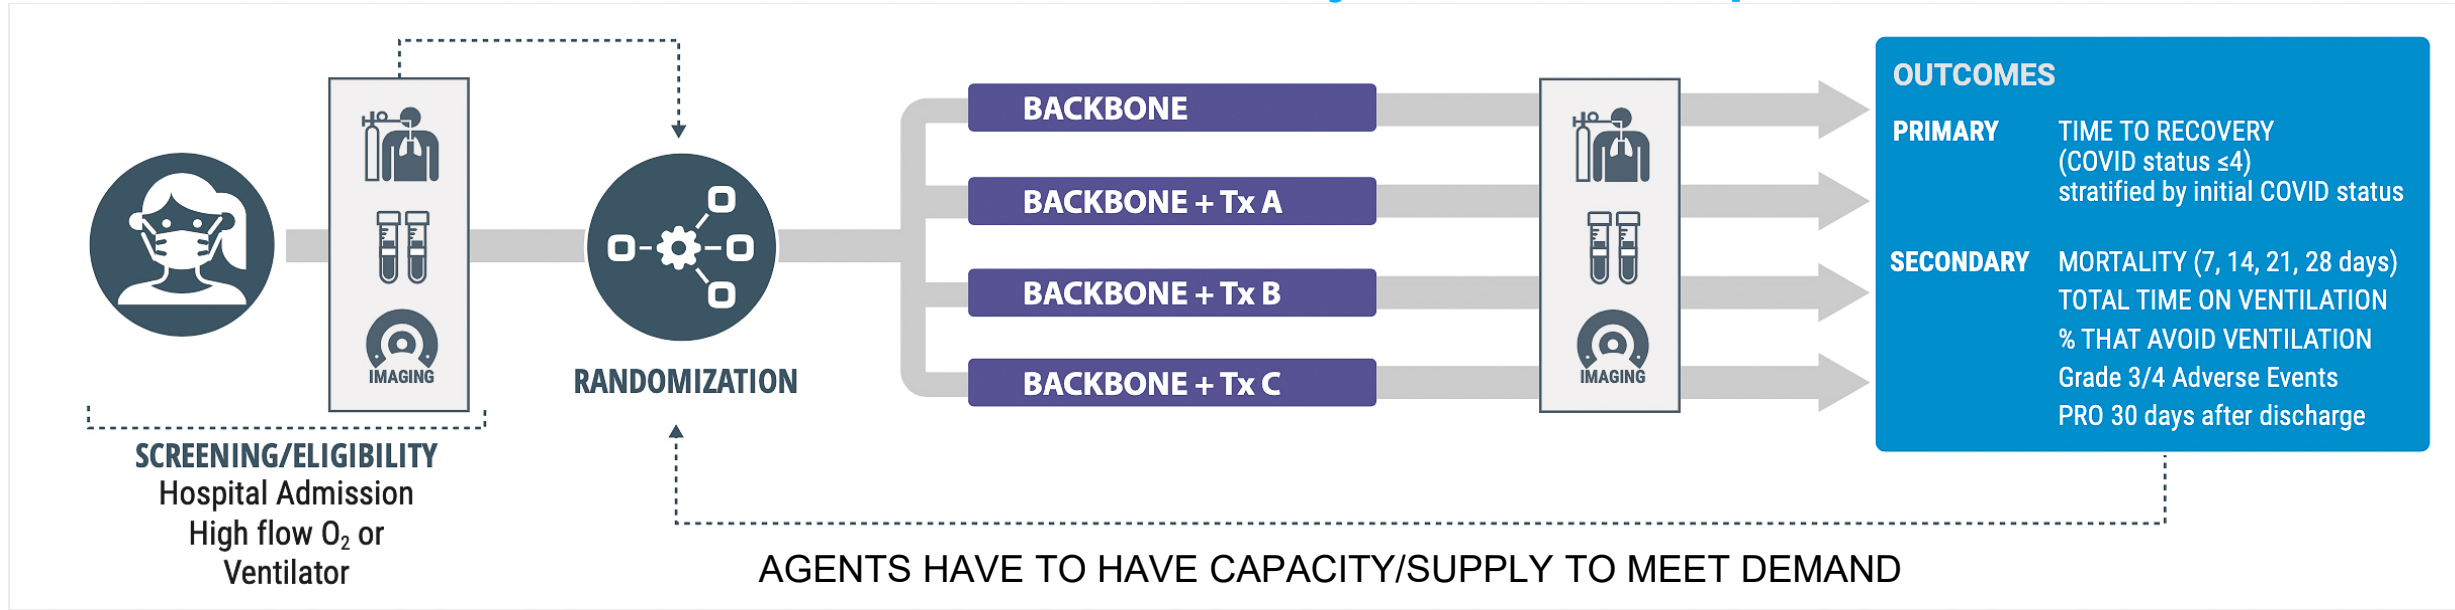 IMAGING
SCREENING/ELIGIBILITY
Hospital Admission
High flow O₂ or
Ventilator
RANDOMIZATION
BACKBONE
BACKBONE + Tx A
BACKBONE + Tx B
BACKBONE + Tx C
IMAGING
OUTCOMES
PRIMARY TIME TO RECOVERY
(COVID status ≤4)
stratified by initial COVID status
SECONDARY MORTALITY (7, 14, 21, 28 days)
TOTAL TIME ON VENTILATION
% THAT AVOID VENTILATION
Grade 3/4 Adverse Events
PRO 30 days after discharge
AGENTS HAVE TO HAVE CAPACITY/SUPPLY TO MEET DEMAND